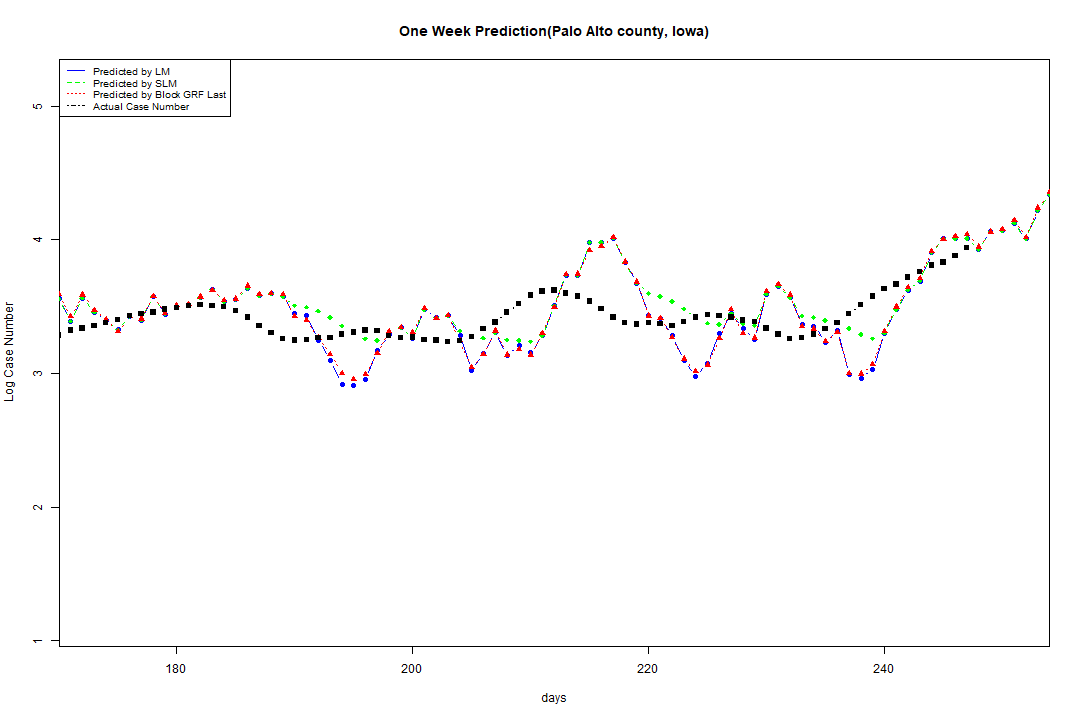 One Week Prediction(Palo Alto county, Iowa)
Predicted by LM
Predicted by SLM
Predicted by Block GRF Last
Actual Case Number
5
4
3
2
1
Log Case Number
180 200 220 240
days